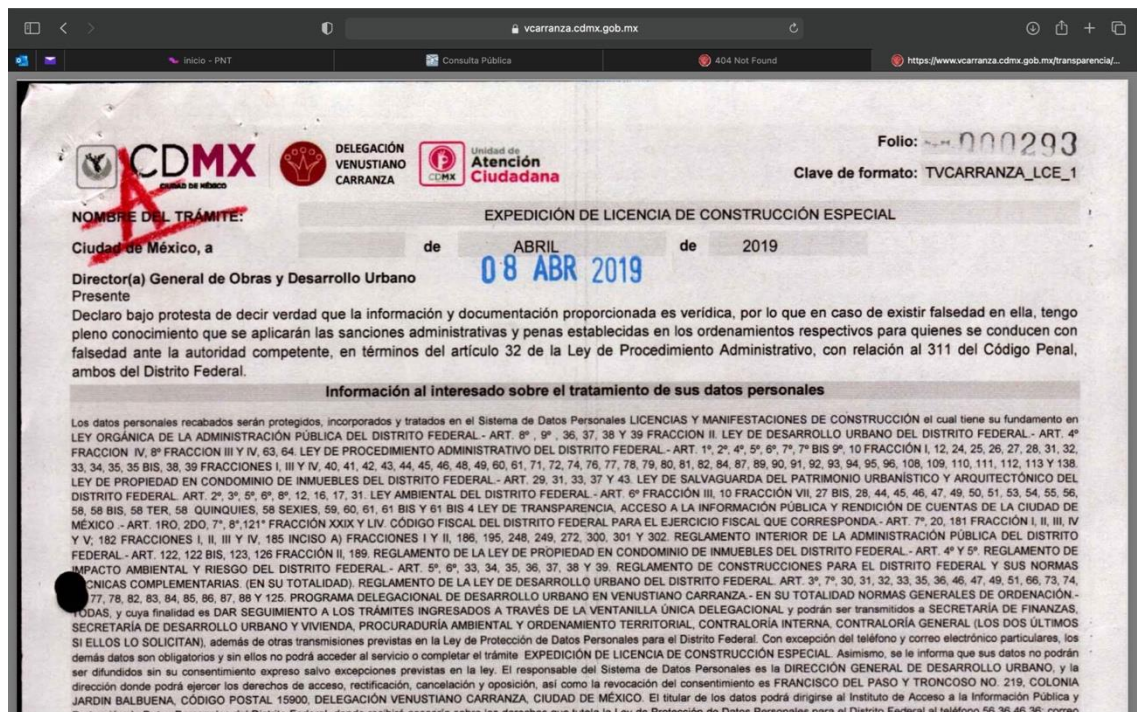 vcarranza.cdmx.gob.mx
inicio - PNT
Consulta Pública
404 Not Found
https://www.vcarranza.cdmx.gob.mx/transparencia/...
CDMX
CIUDAD DE MÉXICO
DELEGACIÓN
VENUSTIANO
CARRANZA
CDMX
Unidad de
Atención
Ciudadana
Folio: 000293
Clave de formato: TVCARRANZA_LCE_1
A
NOMBRE DEL TRÁMITE: EXPEDICIÓN DE LICENCIA DE CONSTRUCCIÓN ESPECIAL
Ciudad de México, a de ABRIL de 2019
08 ABR 2019
Director(a) General de Obras y Desarrollo Urbano
Presente
Declaro bajo protesta de decir verdad que la información y documentación proporcionada es verídica, por lo que en caso de existir falsedad en ella, tengo
pleno conocimiento que se aplicarán las sanciones administrativas y penas establecidas en los ordenamientos respectivos para quienes se conducen con
falsedad ante la autoridad competente, en términos del artículo 32 de la Ley de Procedimiento Administrativo, con relación al 311 del Código Penal,
ambos del Distrito Federal.
Información al interesado sobre el tratamiento de sus datos personales
Los datos personales recabados serán protegidos, incorporados y tratados en el Sistema de Datos Personales LICENCIAS Y MANIFESTACIONES DE CONSTRUCCIÓN el cual tiene su fundamento en
LEY ORGÁNICA DE LA ADMINISTRACIÓN PÚBLICA DEL DISTRITO FEDERAL.- ART. 8º , 9º , 36, 37, 38 Y 39 FRACCION II. LEY DE DESARROLLO URBANO DEL DISTRITO FEDERAL.- ART. 4º
FRACCION IV, 8º FRACCION III Y IV, 63, 64. LEY DE PROCEDIMIENTO ADMINISTRATIVO DEL DISTRITO FEDERAL.- ART. 1º, 2º, 4º, 5º, 6º, 7º, 7º BIS 9º, 10 FRACCIÓN I, 12, 24, 25, 26, 27, 28, 31, 32,
33, 34, 35, 35 BIS, 38, 39 FRACCIONES I, III Y IV, 40, 41, 42, 43, 44, 45, 46, 48, 49, 60, 61, 71, 72, 74, 76, 77, 78, 79, 80, 81, 82, 84, 87, 89, 90, 91, 92, 93, 94, 95, 96, 108, 109, 110, 111, 112, 113 Y 138.
LEY DE PROPIEDAD EN CONDOMINIO DE INMUEBLES DEL DISTRITO FEDERAL.- ART. 29, 31, 33, 37 Y 43. LEY DE SALVAGUARDA DEL PATRIMONIO URBANÍSTICO Y ARQUITECTÓNICO DEL
DISTRITO FEDERAL. ART. 2º, 3º, 5º, 6º, 8º, 12, 16, 17, 31. LEY AMBIENTAL DEL DISTRITO FEDERAL.- ART. 6º FRACCIÓN III, 10 FRACCIÓN VII, 27 BIS, 28, 44, 45, 46, 47, 49, 50, 51, 53, 54, 55, 56,
58, 58 BIS, 58 TER, 58 QUINQUIES, 58 SEXIES, 59, 60, 61, 61 BIS Y 61 BIS 4 LEY DE TRANSPARENCIA, ACCESO A LA INFORMACIÓN PÚBLICA Y RENDICIÓN DE CUENTAS DE LA CIUDAD DE
MÉXICO .- ART. 1RO, 2DO, 7°, 8°,121° FRACCIÓN XXIX Y LIV. CÓDIGO FISCAL DEL DISTRITO FEDERAL PARA EL EJERCICIO FISCAL QUE CORRESPONDA.- ART. 7º, 20, 181 FRACCIÓN I, II, III, IV
Y V; 182 FRACCIONES I, II, III Y IV, 185 INCISO A) FRACCIONES I Y II, 186, 195, 248, 249, 272, 300, 301 Y 302. REGLAMENTO INTERIOR DE LA ADMINISTRACIÓN PÚBLICA DEL DISTRITO
FEDERAL.- ART. 122, 122 BIS, 123, 126 FRACCIÓN II, 189. REGLAMENTO DE LA LEY DE PROPIEDAD EN CONDOMINIO DE INMUEBLES DEL DISTRITO FEDERAL.- ART. 4º Y 5º. REGLAMENTO DE
IMPACTO AMBIENTAL Y RIESGO DEL DISTRITO FEDERAL.- ART. 5º, 6º, 33, 34, 35, 36, 37, 38 Y 39. REGLAMENTO DE CONSTRUCCIONES PARA EL DISTRITO FEDERAL Y SUS NORMAS
CNICAS COMPLEMENTARIAS. (EN SU TOTALIDAD). REGLAMENTO DE LA LEY DE DESARROLLO URBANO DEL DISTRITO FEDERAL. ART. 3º, 7º, 30, 31, 32, 33, 35, 36, 46, 47, 49, 51, 66, 73, 74,
77, 78, 82, 83, 84, 85, 86, 87, 88 Y 125. PROGRAMA DELEGACIONAL DE DESARROLLO URBANO EN VENUSTIANO CARRANZA.- EN SU TOTALIDAD NORMAS GENERALES DE ORDENACIÓN.-
TODAS, y cuya finalidad es DAR SEGUIMIENTO A LOS TRÁMITES INGRESADOS A TRAVÉS DE LA VENTANILLA ÚNICA DELEGACIONAL y podrán ser transmitidos a SECRETARÍA DE FINANZAS,
SECRETARÍA DE DESARROLLO URBANO Y VIVIENDA, PROCURADURÍA AMBIENTAL Y ORDENAMIENTO TERRITORIAL, CONTRALORÍA INTERNA, CONTRALORÍA GENERAL (LOS DOS ÚLTIMOS
SI ELLOS LO SOLICITAN), además de otras transmisiones previstas en la Ley de Protección de Datos Personales para el Distrito Federal. Con excepción del teléfono y correo electrónico particulares, los
demás datos son obligatorios y sin ellos no podrá acceder al servicio o completar el trámite EXPEDICIÓN DE LICENCIA DE CONSTRUCCIÓN ESPECIAL. Asimismo, se le informa que sus datos no podrán
ser difundidos sin su consentimiento expreso salvo excepciones previstas en la ley. El responsable del Sistema de Datos Personales es la DIRECCIÓN GENERAL DE DESARROLLO URBANO, y la
dirección donde podrá ejercer los derechos de acceso, rectificación, cancelación y oposición, así como la revocación del consentimiento es FRANCISCO DEL PASO Y TRONCOSO NO. 219, COLONIA
JARDIN BALBUENA, CÓDIGO POSTAL 15900, DELEGACIÓN VENUSTIANO CARRANZA, CIUDAD DE MÉXICO. El titular de los datos podrá dirigirse al Instituto de Acceso a la Información Pública y